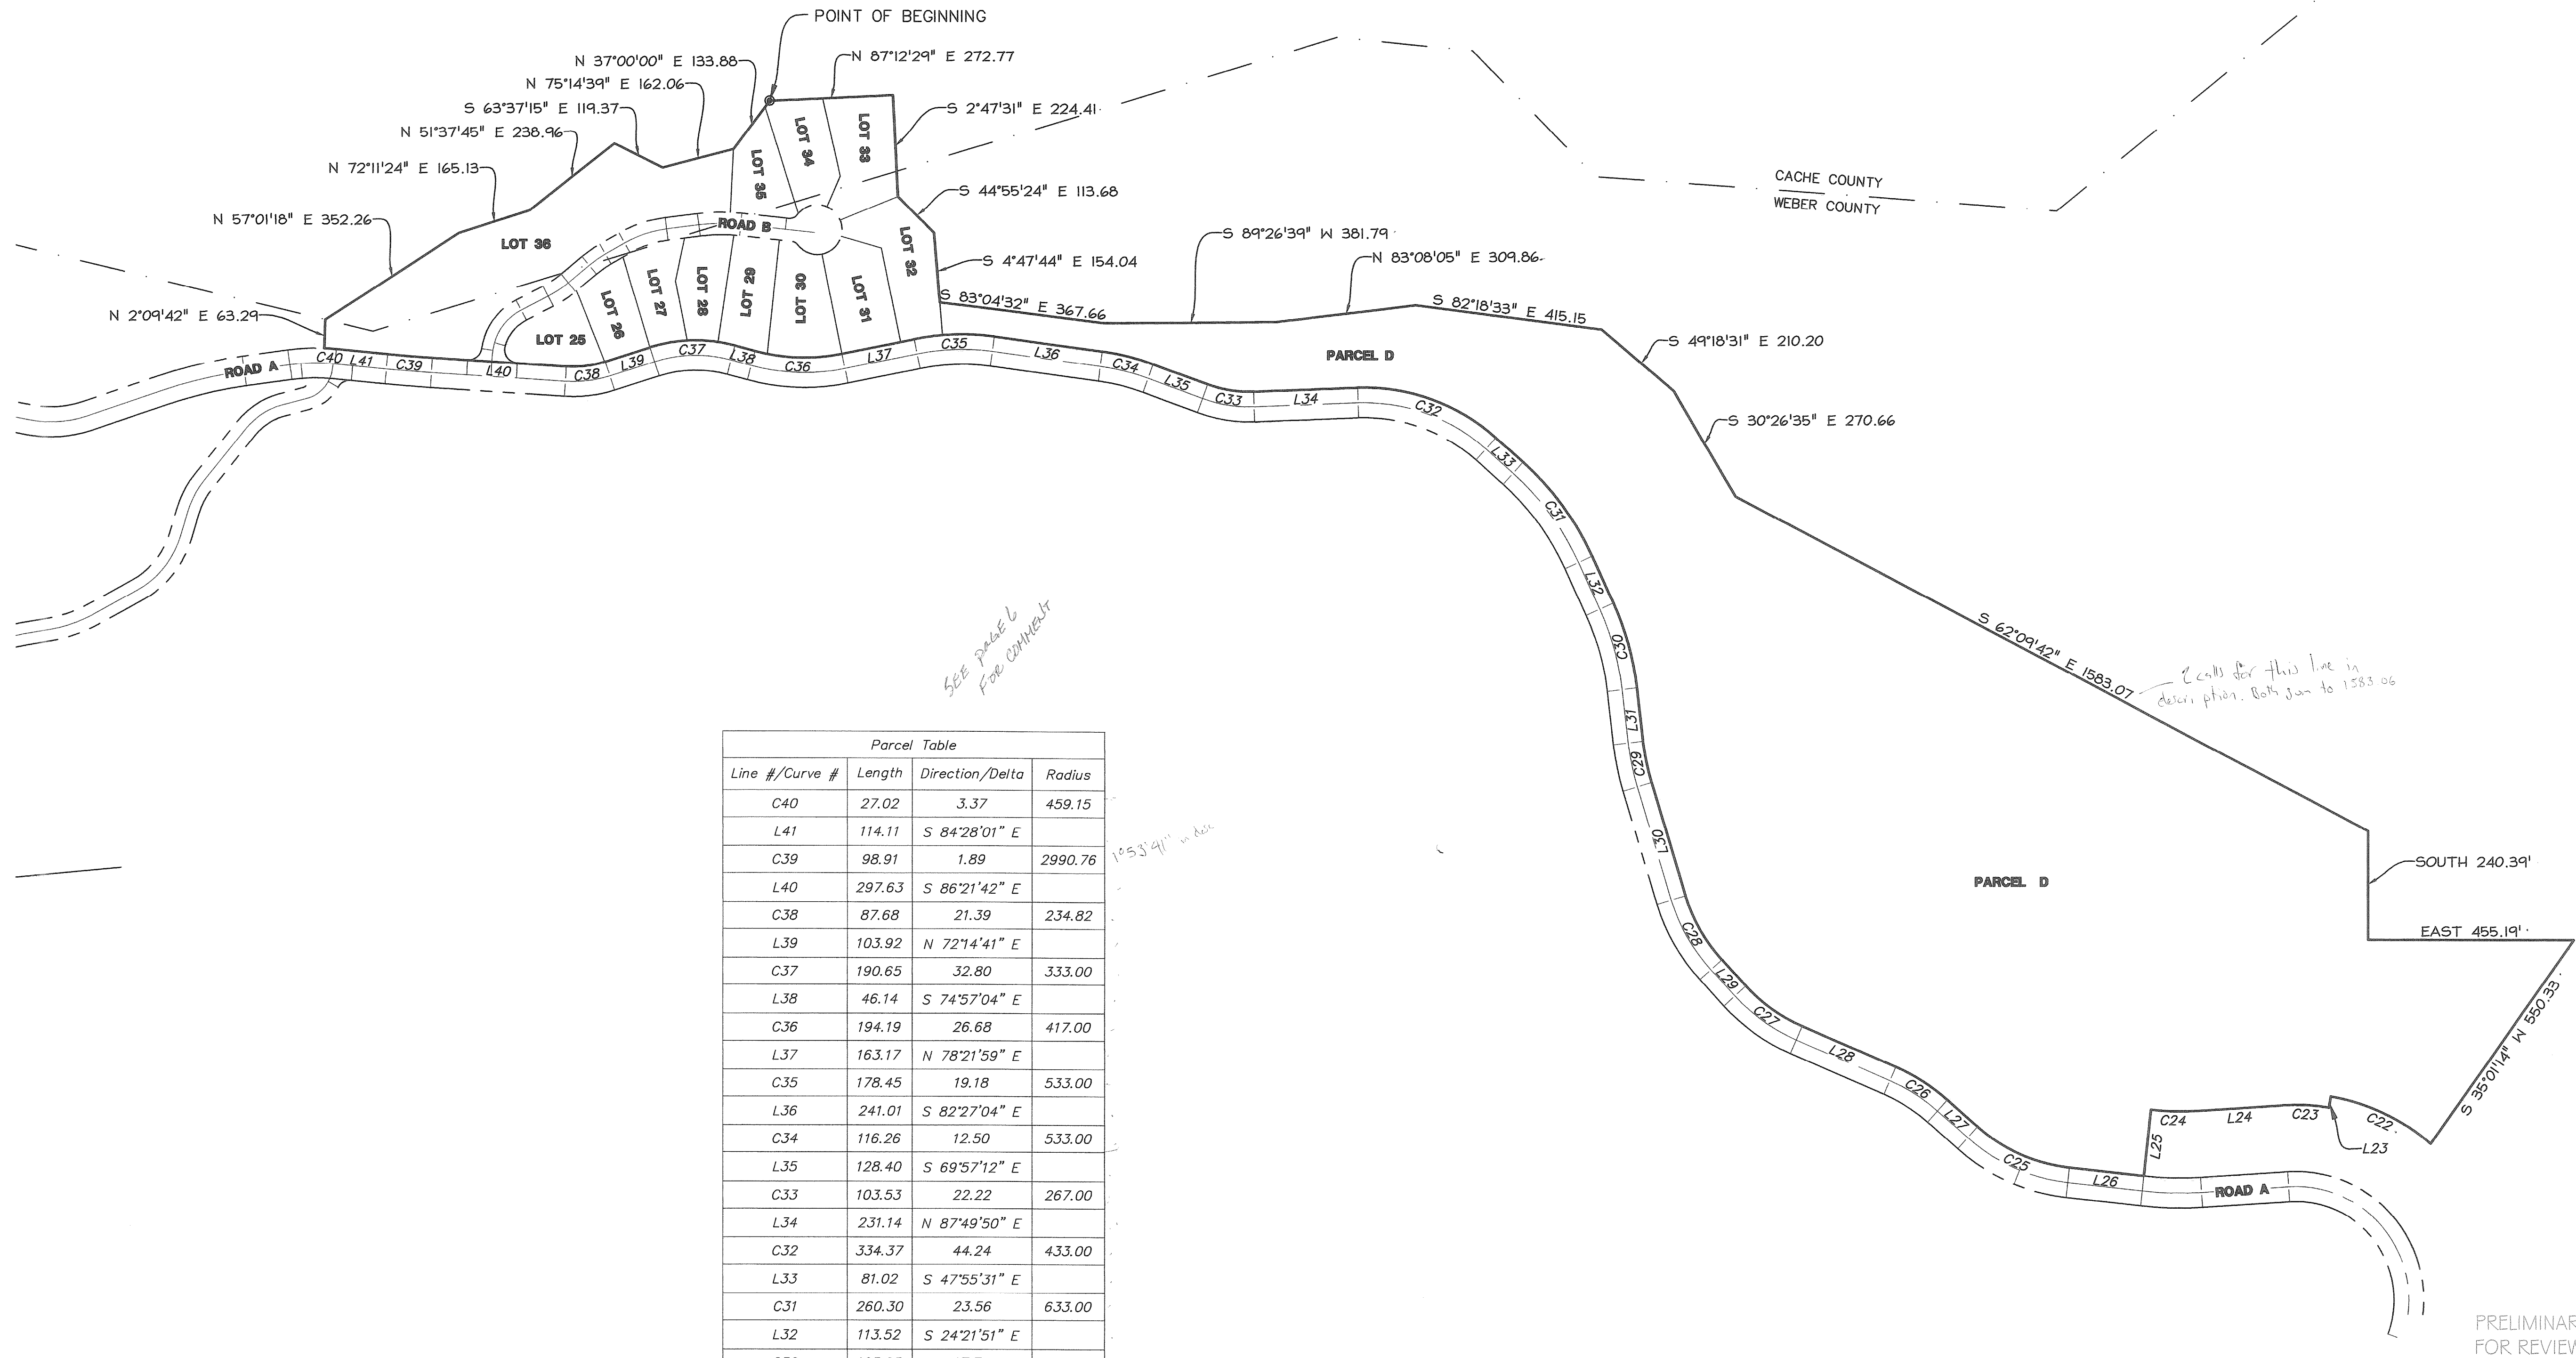 POINT OF BEGINNING
N 37°00'00" E 133.88
N 87°12'29" E 272.77
N 75°14'39" E 162.06
S 63°37'15" E 119.37
S 2°47'31" E 224.41
N 51°37'45" E 238.96
N 72°11'24" E 165.13
S 44°55'24" E 113.68
N 57°01'18" E 352.26
S 89°26'39" W 381.79
S 4°47'44" E 154.04
N 83°08'05" E 309.86
N 2°09'42" E 63.29
S 83°04'32" E 367.66
S 82°18'33" E 415.15
S 49°18'31" E 210.20
S 30°26'35" E 270.66
CACHE COUNTY
WEBER COUNTY
LOT 33
LOT 34
LOT 35
LOT 36
ROAD B
LOT 32
LOT 31
LOT 30
LOT 29
LOT 28
LOT 27
LOT 26
LOT 25
PARCEL D
ROAD A
C40
L41
C39
L40
C38
L39
C37
L38
C36
L37
C35
L36
C34
L35
C33
L34
C32
L33
C31
L32
C30
L31
C29
L30
C28
L29
C27
L28
C26
L27
C25
L26
ROAD A
L25
C24
L24
C23
L23
C22
S 62°09'42" E 1583.07
2 calls for this line in
description. Both sum to 1583.06
SOUTH 240.39'
EAST 455.19'
S 35°01'14" W 550.33
PARCEL D
SEE PAGE 6
FOR COMMENT
Parcel Table
Line #/Curve # Length Direction/Delta Radius
C40 27.02 3.37 459.15
L41 114.11 S 84°28'01" E
C39 98.91 1.89 2990.76 1°53'41"
L40 297.63 S 86°21'42" E
C38 87.68 21.39 234.82
L39 103.92 N 72°14'41" E
C37 190.65 32.80 333.00
L38 46.14 S 74°57'04" E
C36 194.19 26.68 417.00
L37 163.17 N 78°21'59" E
C35 178.45 19.18 533.00
L36 241.01 S 82°27'04" E
C34 116.26 12.50 533.00
L35 128.40 S 69°57'12" E
C33 103.53 22.22 267.00
L34 231.14 N 87°49'50" E
C32 334.37 44.24 433.00
L33 81.02 S 47°55'31" E
C31 260.30 23.56 633.00
L32 113.52 S 24°21'51" E
PRELIMINAR
FOR REVIEW